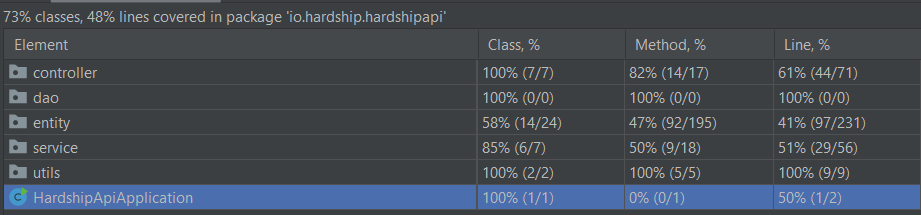 73% classes, 48% lines covered in package 'io.hardship.hardshipapi'
Element Class, % Method, % Line, %
controller 100% (7/7) 82% (14/17) 61% (44/71)
dao 100% (0/0) 100% (0/0) 100% (0/0)
entity 58% (14/24) 47% (92/195) 41% (97/231)
service 85% (6/7) 50% (9/18) 51% (29/56)
utils 100% (2/2) 100% (5/5) 100% (9/9)
HardshipApiApplication 100% (1/1) 0% (0/1) 50% (1/2)